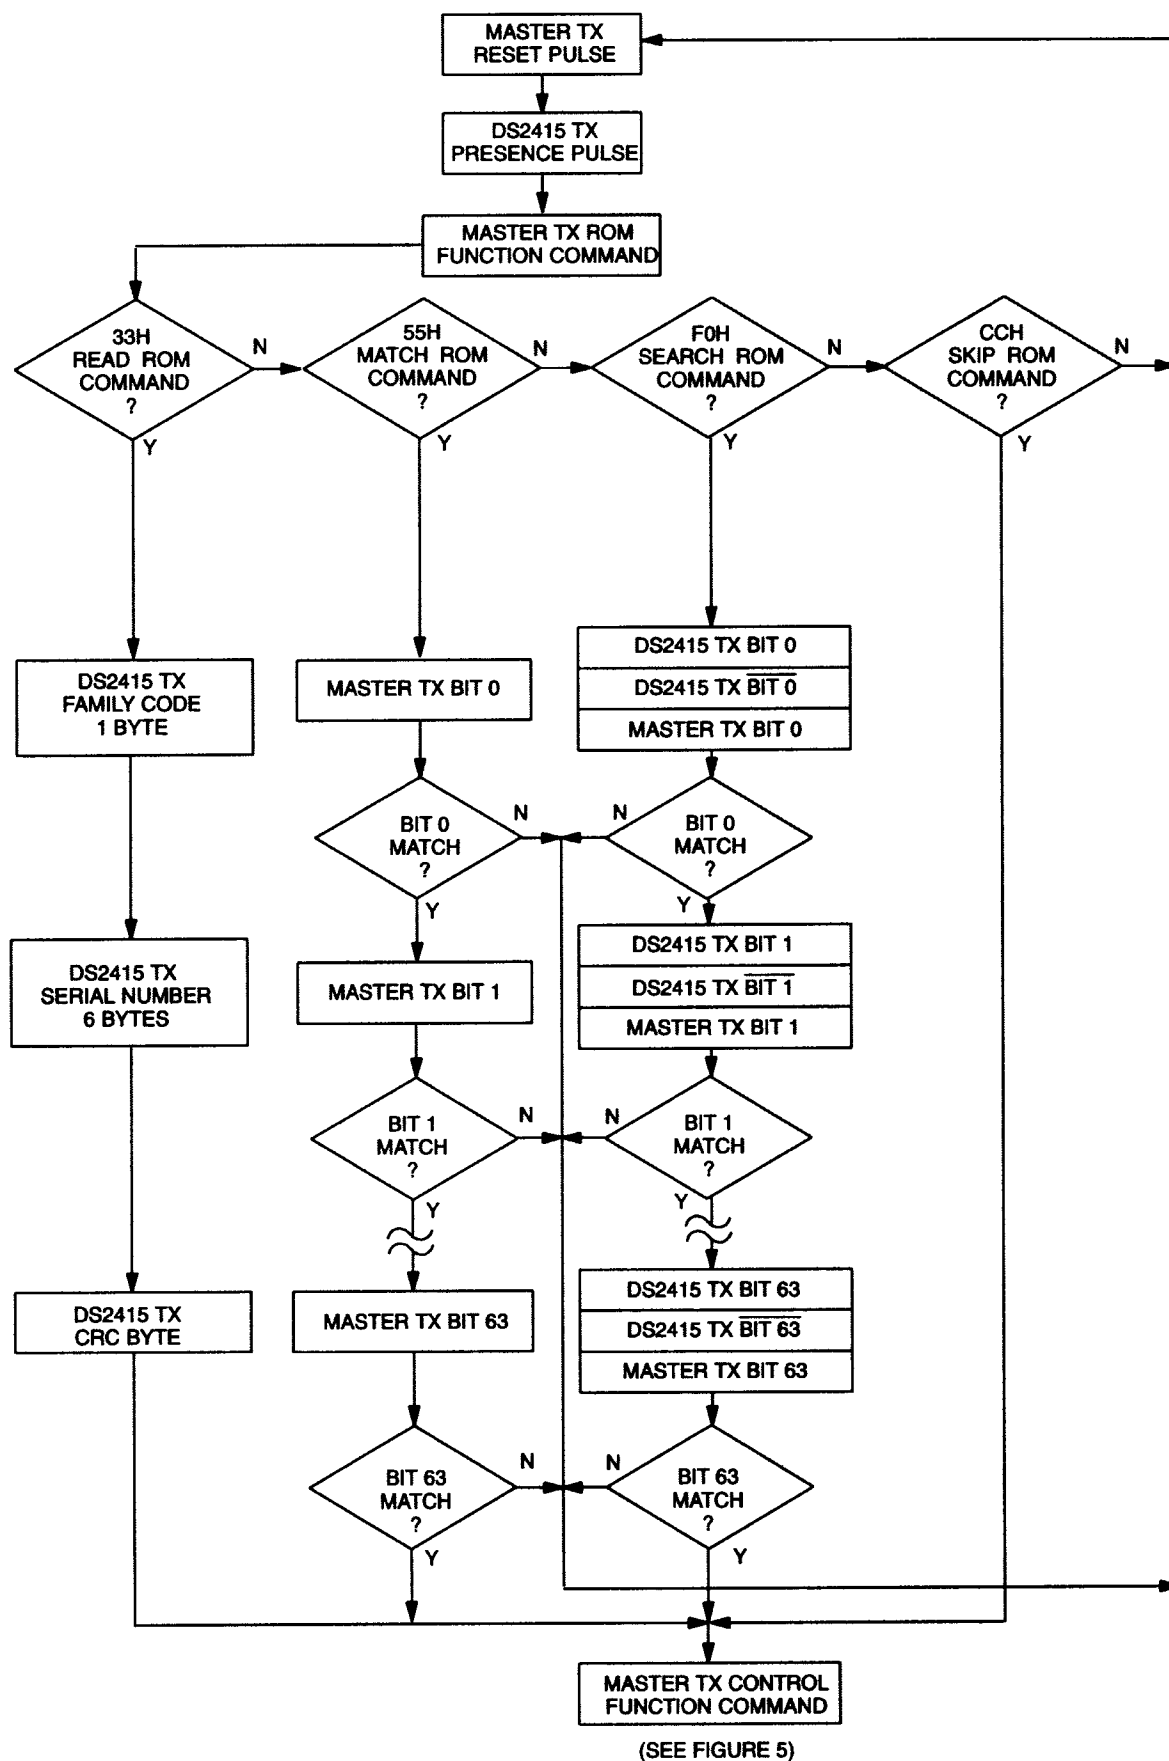 MASTER TX
RESET PULSE
DS2415 TX
PRESENCE PULSE
MASTER TX ROM
FUNCTION COMMAND
33H
READ ROM
COMMAND
?
N
Y
55H
MATCH ROM
COMMAND
?
N
Y
F0H
SEARCH ROM
COMMAND
?
N
Y
CCH
SKIP ROM
COMMAND
?
N
Y
DS2415 TX
FAMILY CODE
1 BYTE
DS2415 TX
SERIAL NUMBER
6 BYTES
DS2415 TX
CRC BYTE
MASTER TX BIT 0
BIT 0
MATCH
?
N
Y
MASTER TX BIT 1
BIT 1
MATCH
?
N
Y
MASTER TX BIT 63
BIT 63
MATCH
?
N
Y
DS2415 TX BIT 0
DS2415 TX B̅I̅T̅ ̅0̅
MASTER TX BIT 0
BIT 0
MATCH
?
N
Y
DS2415 TX BIT 1
DS2415 TX B̅I̅T̅ ̅1̅
MASTER TX BIT 1
BIT 1
MATCH
?
N
Y
DS2415 TX BIT 63
DS2415 TX B̅I̅T̅ ̅6̅3̅
MASTER TX BIT 63
BIT 63
MATCH
?
N
Y
MASTER TX CONTROL
FUNCTION COMMAND
(SEE FIGURE 5)